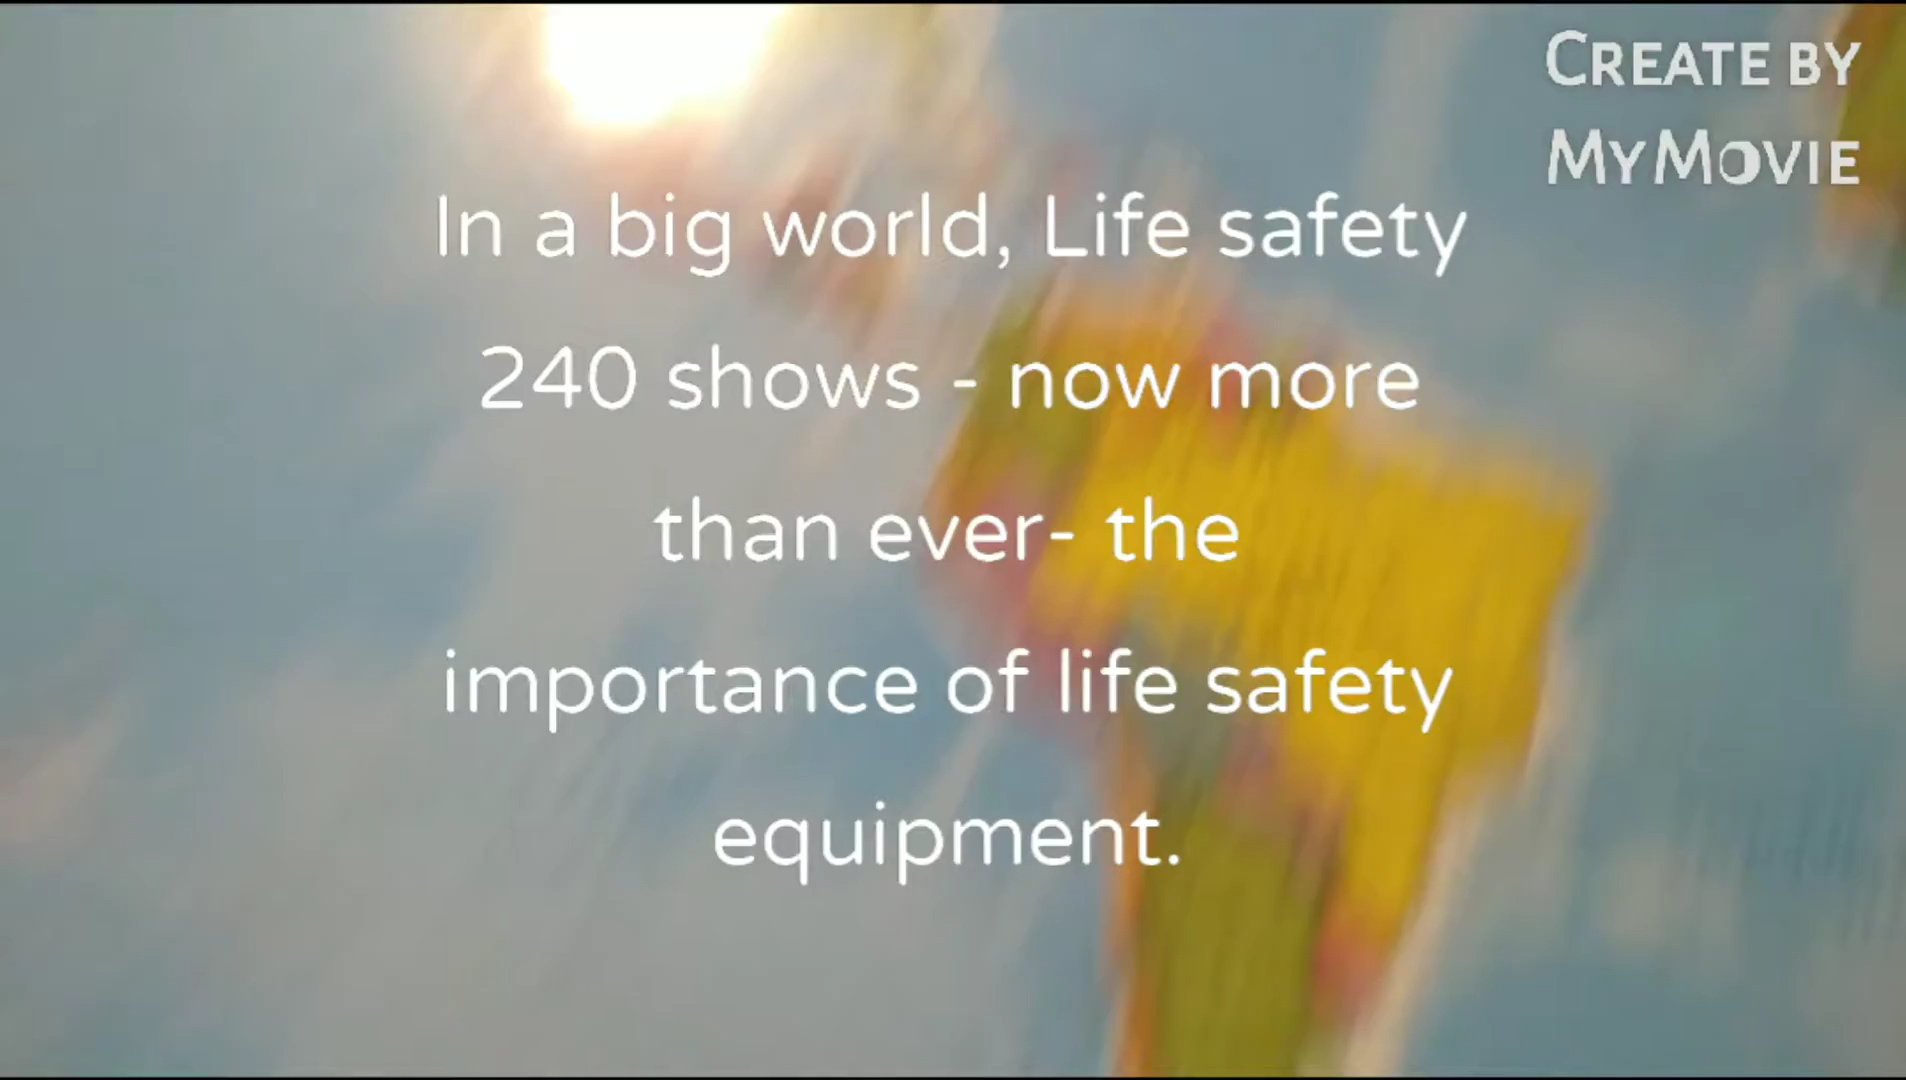 CREATE BY
MYMOVIE
In a big world, Life safety
240 shows - now more
than ever- the
importance of life safety
equipment.